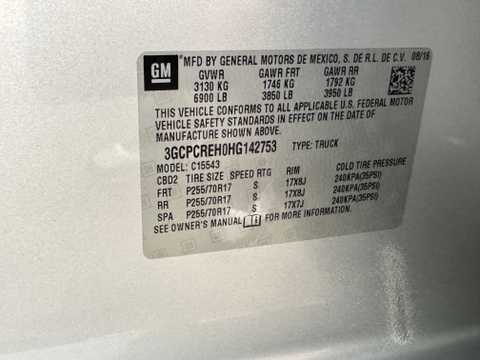 GM MFD BY GENERAL MOTORS DE MEXICO, S. DE R.L. DE C.V. 08/16
GVWR GAWR FRT GAWR RR
3130 KG 1746 KG 1792 KG
6900 LB 3850 LB 3950 LB
THIS VEHICLE CONFORMS TO ALL APPLICABLE U.S. FEDERAL MOTOR
VEHICLE SAFETY STANDARDS IN EFFECT ON THE DATE OF
MANUFACTURE SHOWN ABOVE.
3GCPCREH0HG142753 TYPE: TRUCK
MODEL: C15543
CBD2 TIRE SIZE SPEED RTG RIM COLD TIRE PRESSURE
FRT P255/70R17 S 17X8J 240KPA(35PSI)
RR P255/70R17 S 17X8J 240KPA(35PSI)
SPA P255/70R17 S 17X7J 240KPA(35PSI)
SEE OWNER'S MANUAL FOR MORE INFORMATION.